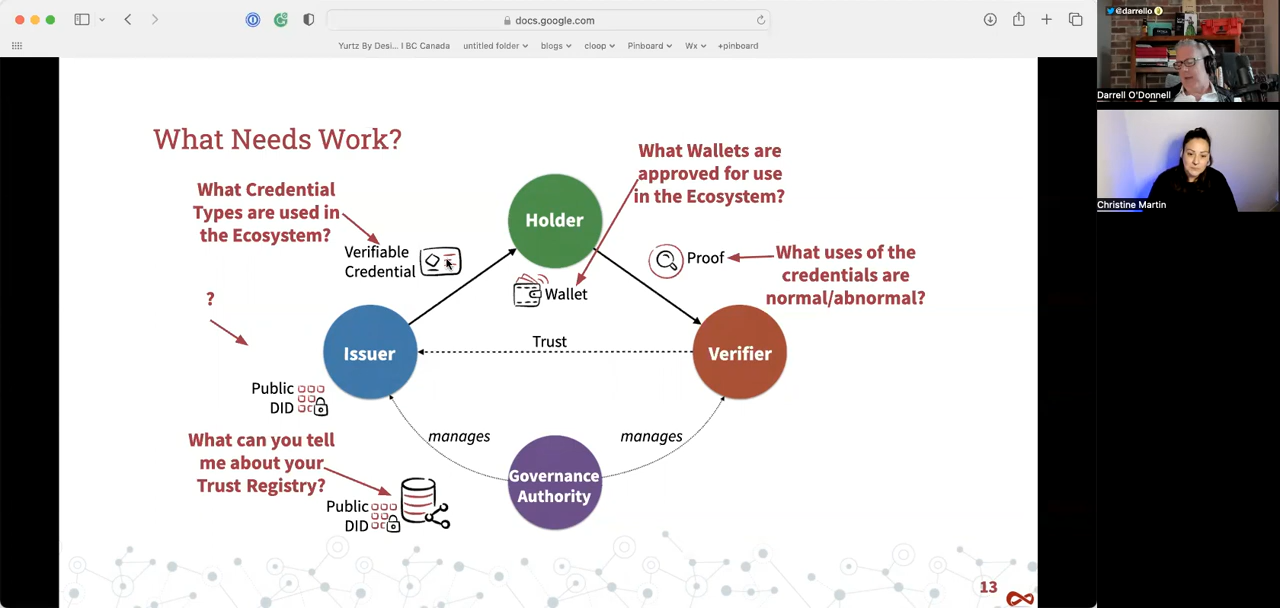 docs.google.com
Yurtz By Desi... I BC Canada
untitled folder
blogs
cloop
Pinboard
Wx
+pinboard
@darrello
Darrell O'Donnell
Christine Martin
What Needs Work?
What Credential
Types are used in
the Ecosystem?
What Wallets are
approved for use
in the Ecosystem?
Holder
Verifiable
Credential
Proof
What uses of the
credentials are
normal/abnormal?
Wallet
?
Trust
Issuer
Verifier
Public
DID
manages
manages
What can you tell
me about your
Trust Registry?
Governance
Authority
Public
DID
13